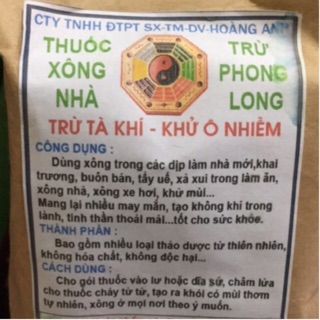 CTY TNHH ĐTPT SX-TM-DV-HOÀNG ANH
THUỐC TRỪ
XÔNG PHONG
NHÀ LONG
TRỪ TÀ KHÍ - KHỬ Ô NHIỄM
CÔNG DỤNG :
Dùng xông trong các dịp làm nhà mới,khai
trương, buôn bán, tẩy uế, xả xui trong làm ăn,
xông nhà, xông xe hơi, khử mùi...
Mang lại nhiều may mắn, tạo không khí trong
lành, tinh thần thoải mái...tốt cho sức khỏe.
THÀNH PHẦN :
Bao gồm nhiều loại thảo dược từ thiên nhiên,
không hóa chất, không độc hại...
CÁCH DÙNG :
Cho gói thuốc vào lư hoặc dĩa sứ, châm lửa
cho thuốc cháy từ từ, tạo ra khói có mùi thơm
tự nhiên, xông ở mọi nơi theo ý muốn.